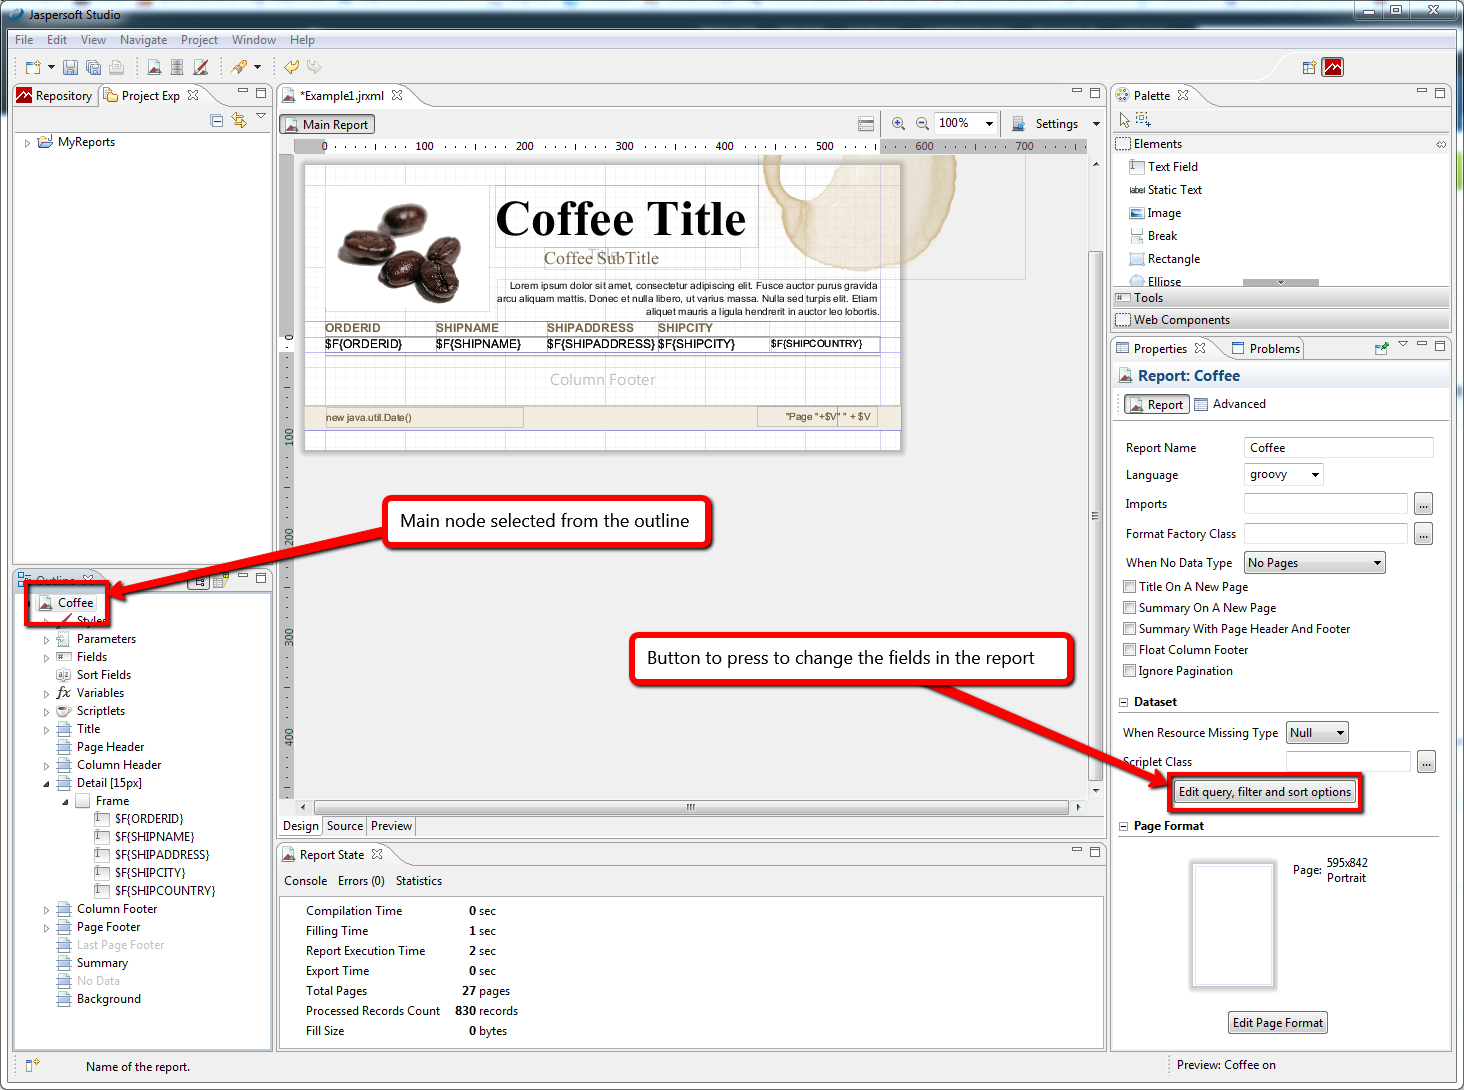 Jaspersoft Studio
File Edit View Navigate Project Window Help
Repository
Project Exp
MyReports
*Example1.jrxml
Main Report
100%
Settings
0 100 200 300 400 500 600 700
Coffee Title
Title
Coffee SubTitle
Lorem ipsum dolor sit amet, consectetur adipiscing elit. Fusce auctor purus gravida
arcu aliquam mattis. Donec et nulla libero, ut varius massa. Nulla sed turpis elit. Etiam
aliquet mauris a ligula hendrerit in auctor leo lobortis.
ORDERID SHIPNAME SHIPADDRESS SHIPCITY
$F{ORDERID} $F{SHIPNAME} $F{SHIPADDRESS} $F{SHIPCITY} $F{SHIPCOUNTRY}
Column Footer
new java.util.Date()
"Page "+$V" " + $V
0
100
200
300
400
Main node selected from the outline
Button to press to change the fields in the report
Design Source Preview
Outline
Coffee
Styles
Parameters
Fields
Sort Fields
Variables
Scriptlets
Title
Page Header
Column Header
Detail [15px]
Frame
$F{ORDERID}
$F{SHIPNAME}
$F{SHIPADDRESS}
$F{SHIPCITY}
$F{SHIPCOUNTRY}
Column Footer
Page Footer
Last Page Footer
Summary
No Data
Background
Report State
Console Errors (0) Statistics
Compilation Time 0 sec
Filling Time 1 sec
Report Execution Time 2 sec
Export Time 0 sec
Total Pages 27 pages
Processed Records Count 830 records
Fill Size 0 bytes
Palette
Elements
Text Field
label Static Text
Image
Break
Rectangle
Ellipse
Tools
Web Components
Properties
Problems
Report: Coffee
Report
Advanced
Report Name Coffee
Language groovy
Imports ...
Format Factory Class ...
When No Data Type No Pages
Title On A New Page
Summary On A New Page
Summary With Page Header And Footer
Float Column Footer
Ignore Pagination
Dataset
When Resource Missing Type Null
Scriplet Class ...
Edit query, filter and sort options
Page Format
Page: 595x842
Portrait
Edit Page Format
Name of the report.
Preview: Coffee on